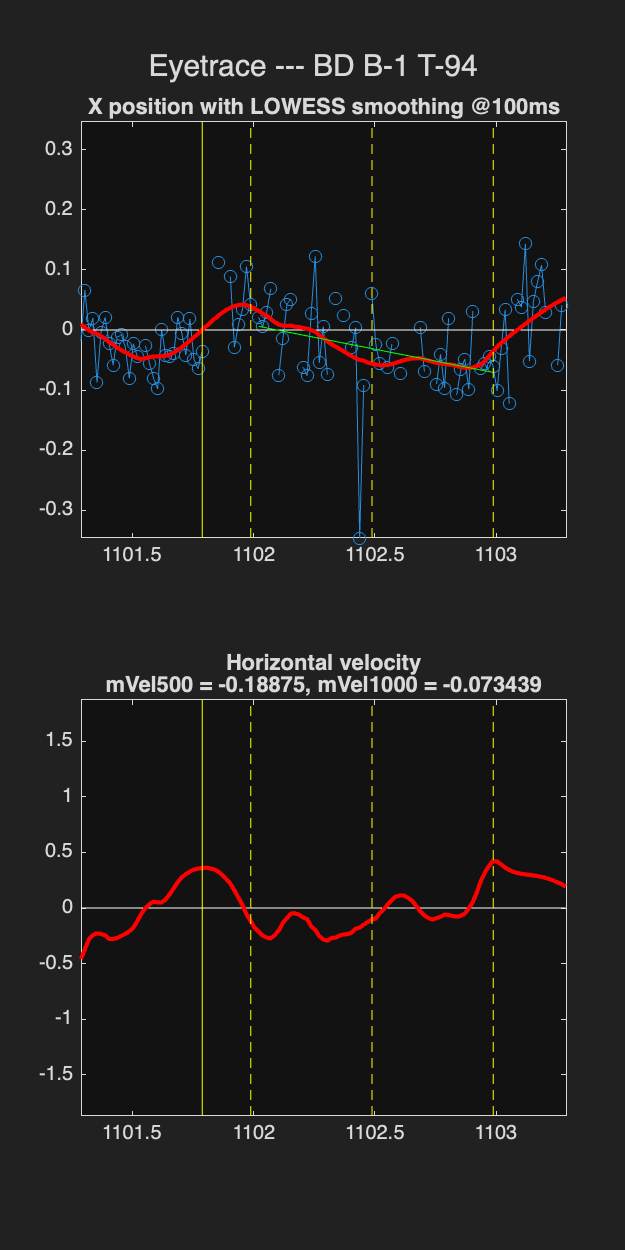 Eyetrace --- BD B-1 T-94
X position with LOWESS smoothing @100ms
0.3
0.2
0.1
0
-0.1
-0.2
-0.3
1101.5 1102 1102.5 1103
Horizontal velocity
mVel500 = -0.18875, mVel1000 = -0.073439
1.5
1
0.5
0
-0.5
-1
-1.5
1101.5 1102 1102.5 1103